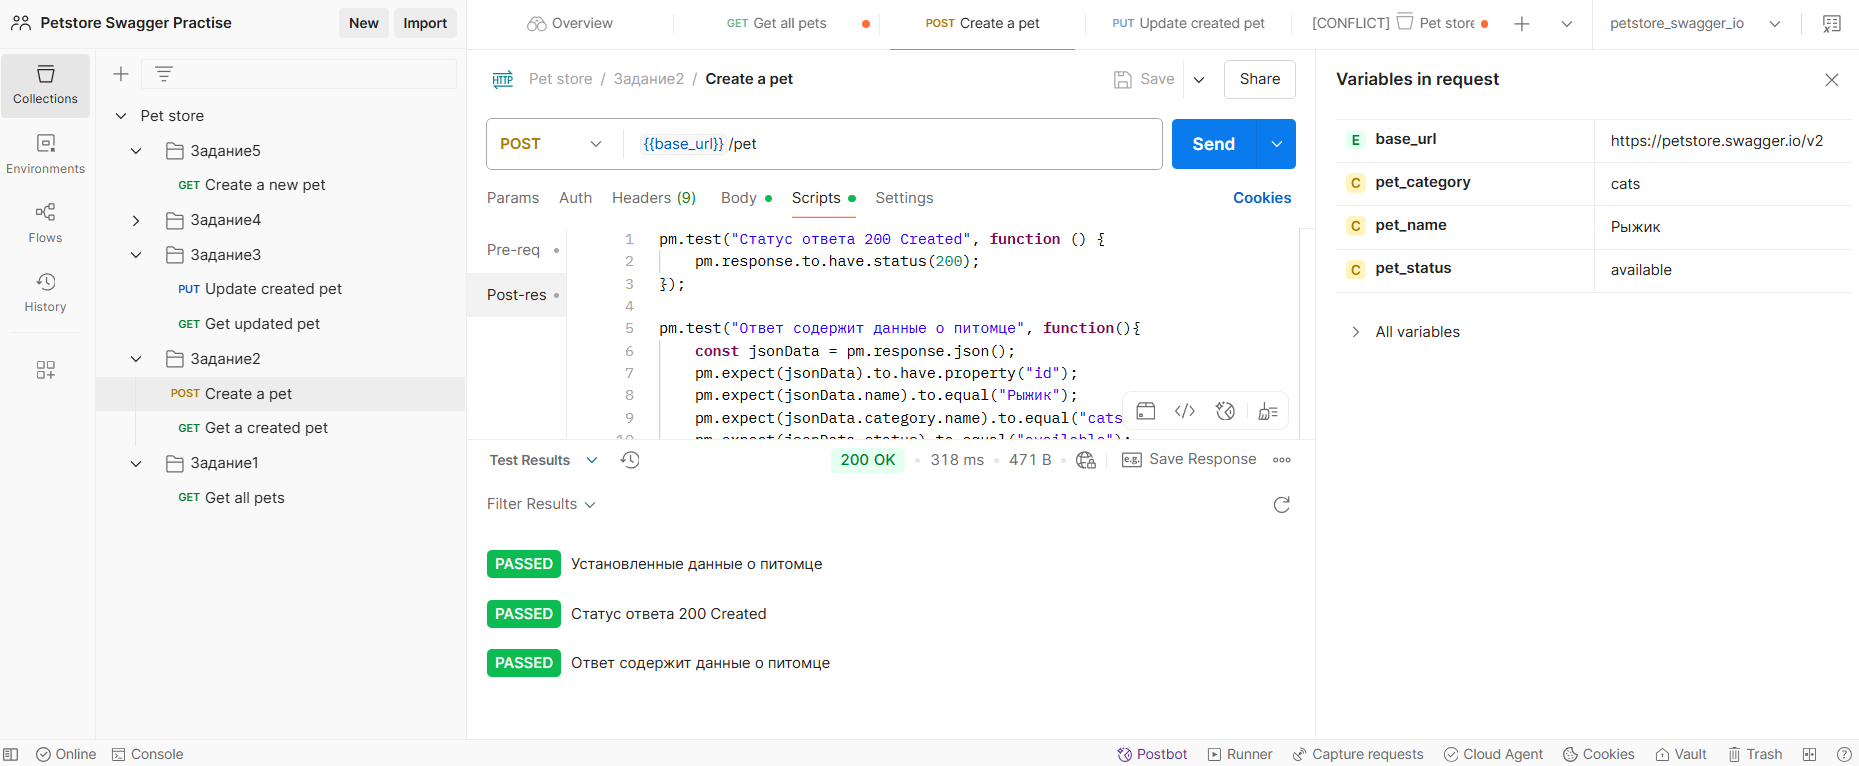 Petstore Swagger Practise
New
Import
Overview
GET Get all pets
POST Create a pet
PUT Update created pet
[CONFLICT] Pet store
petstore_swagger_io
Collections
Environments
Flows
History
Pet store
Задание5
GET Create a new pet
Задание4
Задание3
PUT Update created pet
GET Get updated pet
Задание2
POST Create a pet
GET Get a created pet
Задание1
GET Get all pets
HTTP Pet store / Задание2 / Create a pet
Save
Share
POST
{{base_url}} /pet
Send
Params Auth Headers (9) Body Scripts Settings
Cookies
Pre-req
Post-res
1 pm.test("Статус ответа 200 Created", function () {
2 pm.response.to.have.status(200);
3 });
4
5 pm.test("Ответ содержит данные о питомце", function(){
6 const jsonData = pm.response.json();
7 pm.expect(jsonData).to.have.property("id");
8 pm.expect(jsonData.name).to.equal("Рыжик");
9 pm.expect(jsonData.category.name).to.equal("cats
10 pm.expect(jsonData.status).to.equal("available");
Test Results
200 OK
318 ms
471 B
e.g. Save Response
Filter Results
PASSED Установленные данные о питомце
PASSED Статус ответа 200 Created
PASSED Ответ содержит данные о питомце
Variables in request
E base_url https://petstore.swagger.io/v2
C pet_category cats
C pet_name Рыжик
C pet_status available
All variables
Online
Console
Postbot
Runner
Capture requests
Cloud Agent
Cookies
Vault
Trash